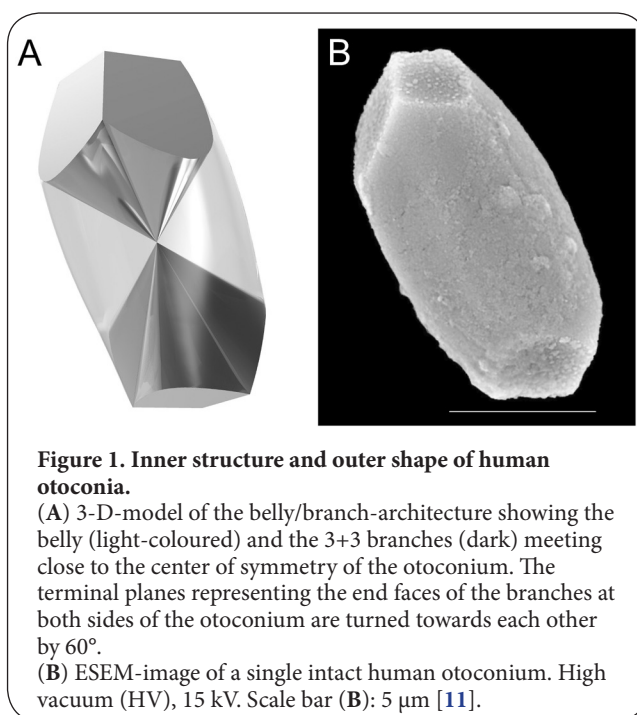 A
B
Figure 1. Inner structure and outer shape of human
otoconia.
(A) 3-D-model of the belly/branch-architecture showing the
belly (light-coloured) and the 3+3 branches (dark) meeting
close to the center of symmetry of the otoconium. The
terminal planes representing the end faces of the branches at
both sides of the otoconium are turned towards each other
by 60°.
(B) ESEM-image of a single intact human otoconium. High
vacuum (HV), 15 kV. Scale bar (B): 5 μm [11].